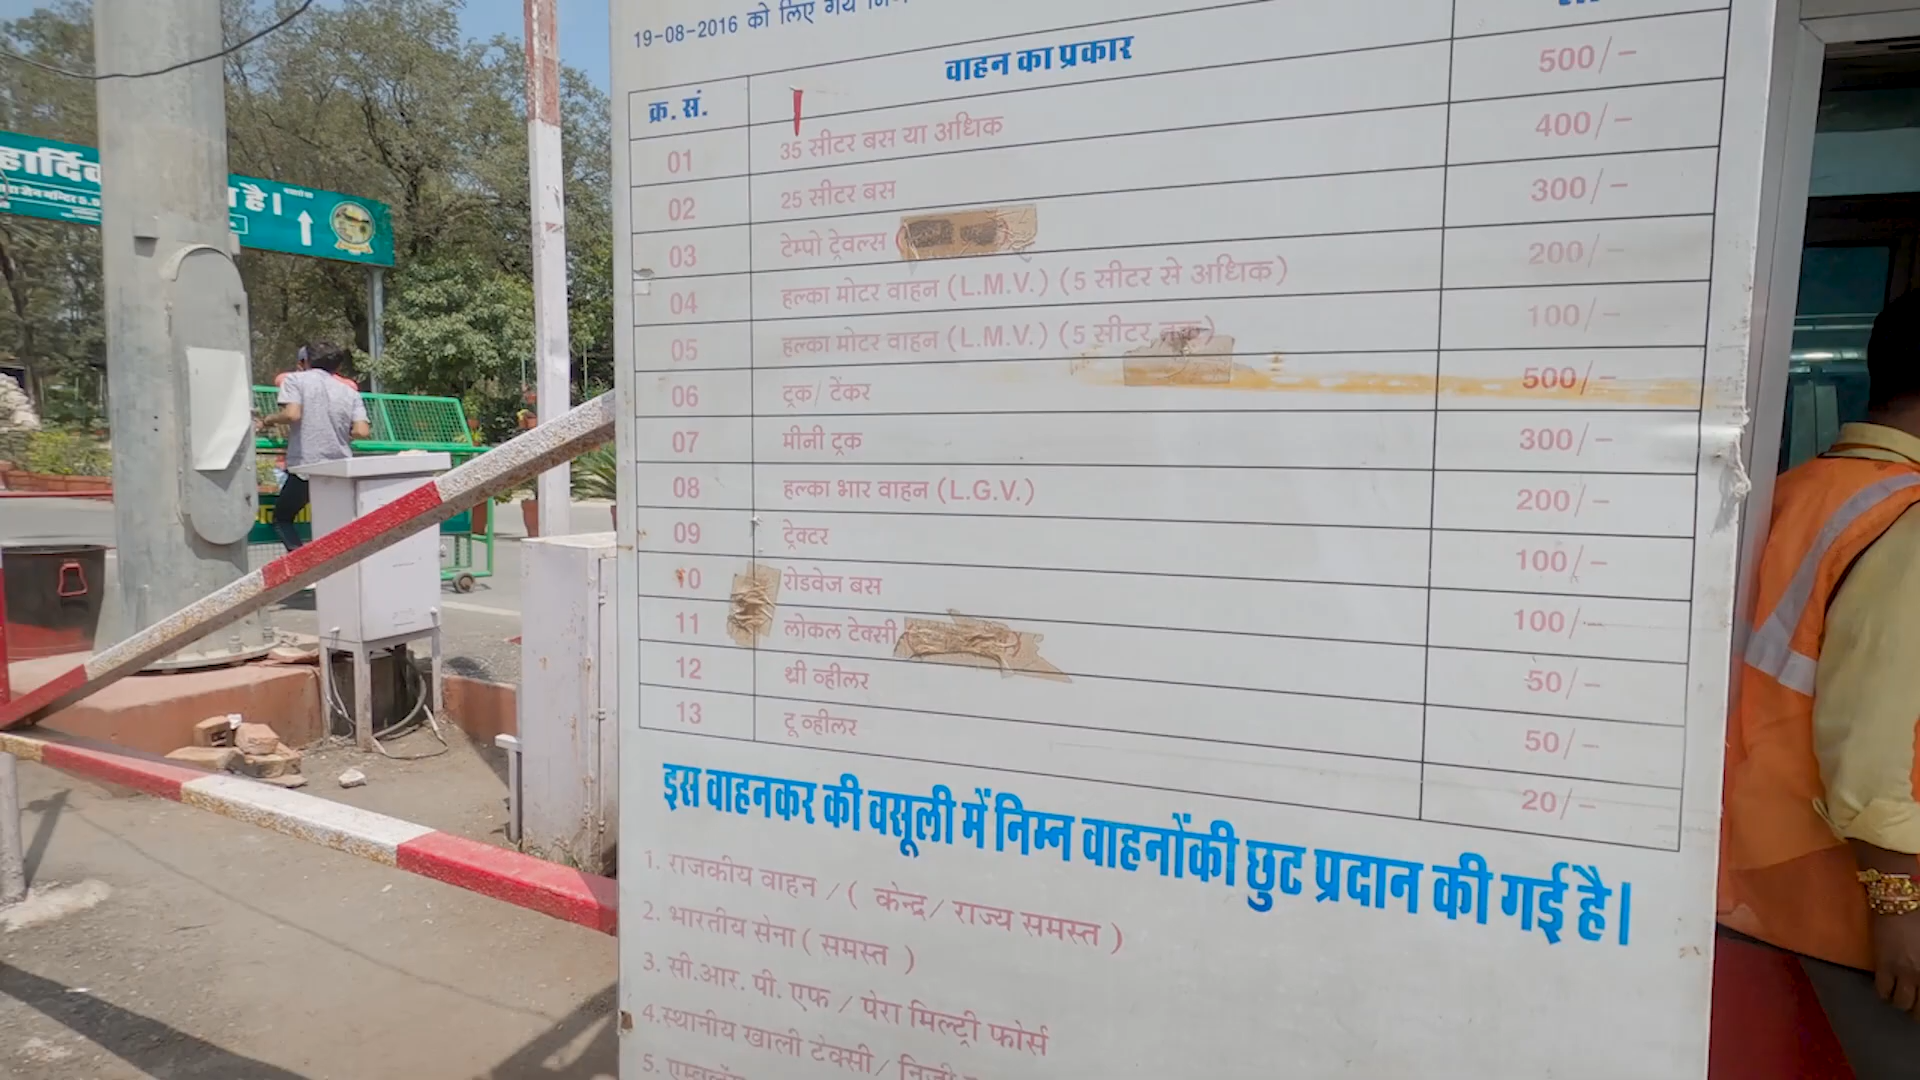 19-08-2016 को लिए गये
क्र. सं. वाहन का प्रकार
01 35 सीटर बस या अधिक 500/-
02 25 सीटर बस 400/-
03 टेम्पो ट्रेवल्स 300/-
04 हल्का मोटर वाहन (L.M.V.) (5 सीटर से अधिक) 200/-
05 हल्का मोटर वाहन (L.M.V.) (5 सीटर तक) 100/-
06 ट्रक/ टेंकर 500/-
07 मीनी ट्रक 300/-
08 हल्का भार वाहन (L.G.V.) 200/-
09 ट्रेक्टर 100/-
10 रोडवेज बस 100/-
11 लोकल टेक्सी 50/-
12 थ्री व्हीलर 50/-
13 टू व्हीलर 20/-
इस वाहनकर की वसूली में निम्न वाहनोंकी छुट प्रदान की गई है।
1. राजकीय वाहन / ( केन्द्र/ राज्य समस्त )
2. भारतीय सेना ( समस्त )
3. सी.आर. पी. एफ / पेरा मिल्ट्री फोर्स
4.स्थानीय खाली टेक्सी/ निजी
5.
है।